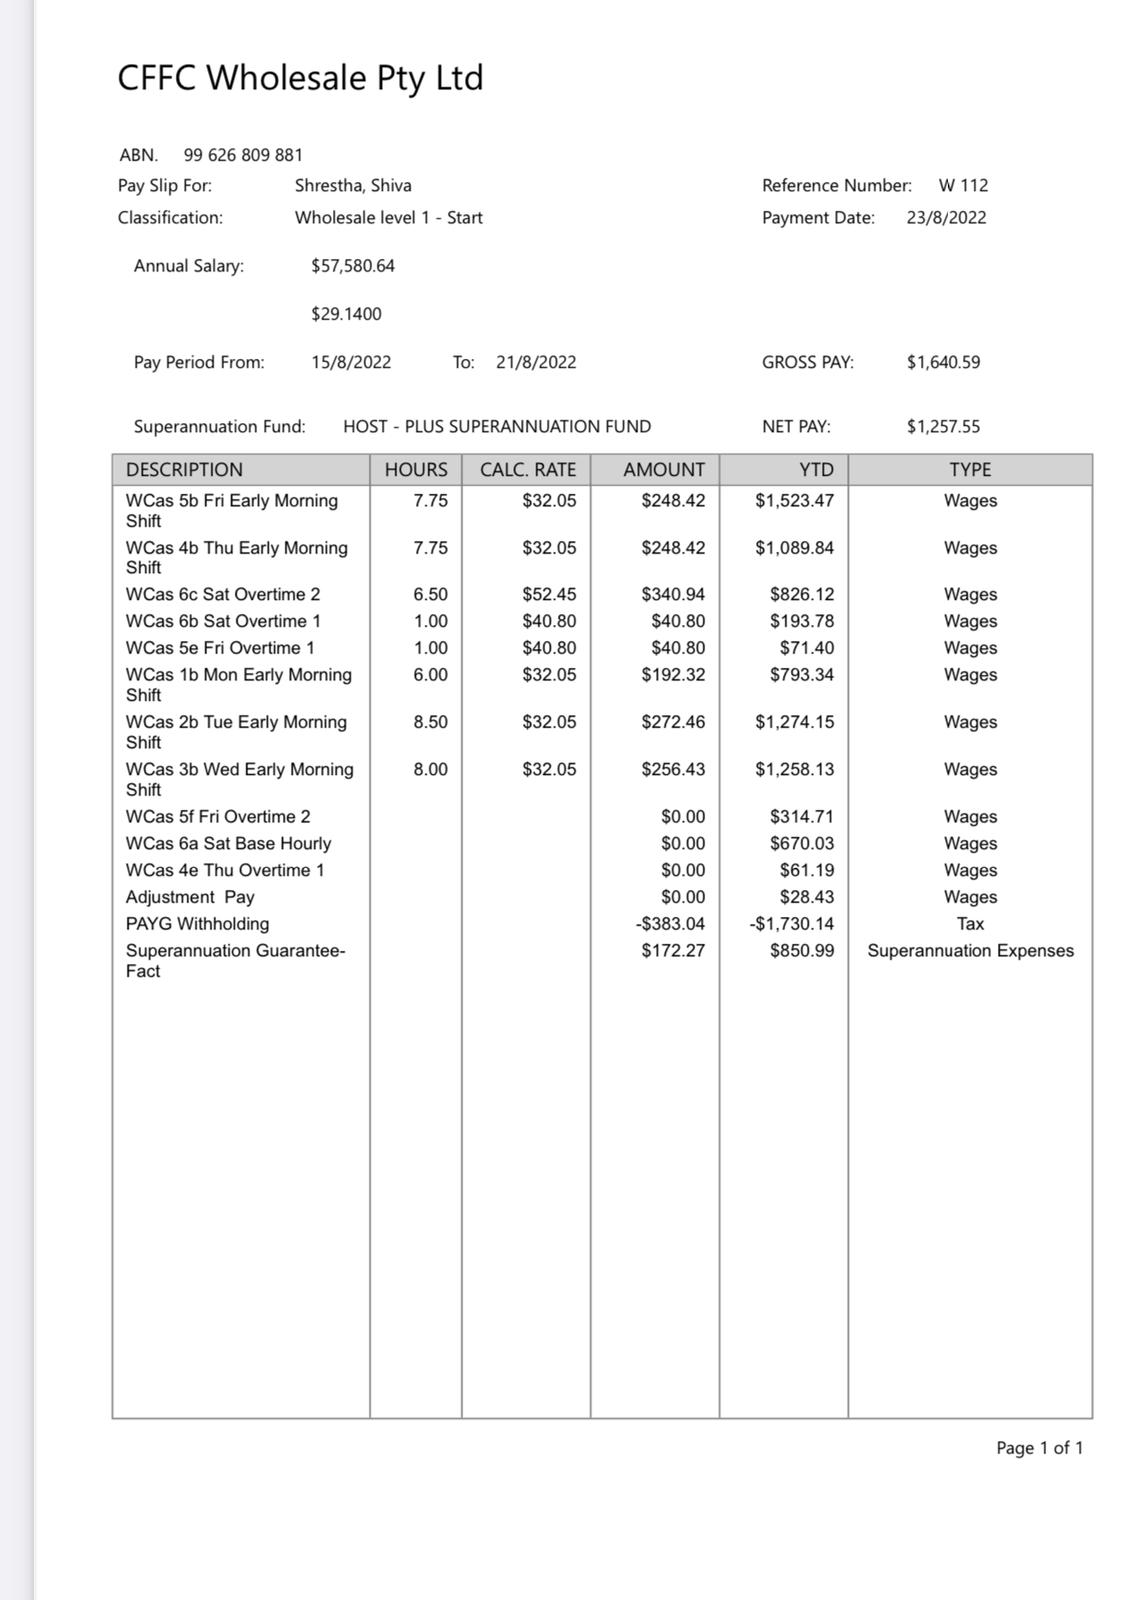 CFFC Wholesale Pty Ltd
ABN. 99 626 809 881
Pay Slip For: Shrestha, Shiva Reference Number: W 112
Classification: Wholesale level 1 - Start Payment Date: 23/8/2022
Annual Salary: $57,580.64
$29.1400
Pay Period From: 15/8/2022 To: 21/8/2022 GROSS PAY: $1,640.59
Superannuation Fund: HOST - PLUS SUPERANNUATION FUND NET PAY: $1,257.55
DESCRIPTION HOURS CALC. RATE AMOUNT YTD TYPE
WCas 5b Fri Early Morning 7.75 $32.05 $248.42 $1,523.47 Wages
Shift
WCas 4b Thu Early Morning 7.75 $32.05 $248.42 $1,089.84 Wages
Shift
WCas 6c Sat Overtime 2 6.50 $52.45 $340.94 $826.12 Wages
WCas 6b Sat Overtime 1 1.00 $40.80 $40.80 $193.78 Wages
WCas 5e Fri Overtime 1 1.00 $40.80 $40.80 $71.40 Wages
WCas 1b Mon Early Morning 6.00 $32.05 $192.32 $793.34 Wages
Shift
WCas 2b Tue Early Morning 8.50 $32.05 $272.46 $1,274.15 Wages
Shift
WCas 3b Wed Early Morning 8.00 $32.05 $256.43 $1,258.13 Wages
Shift
WCas 5f Fri Overtime 2 $0.00 $314.71 Wages
WCas 6a Sat Base Hourly $0.00 $670.03 Wages
WCas 4e Thu Overtime 1 $0.00 $61.19 Wages
Adjustment Pay $0.00 $28.43 Wages
PAYG Withholding -$383.04 -$1,730.14 Tax
Superannuation Guarantee- $172.27 $850.99 Superannuation Expenses
Fact
Page 1 of 1